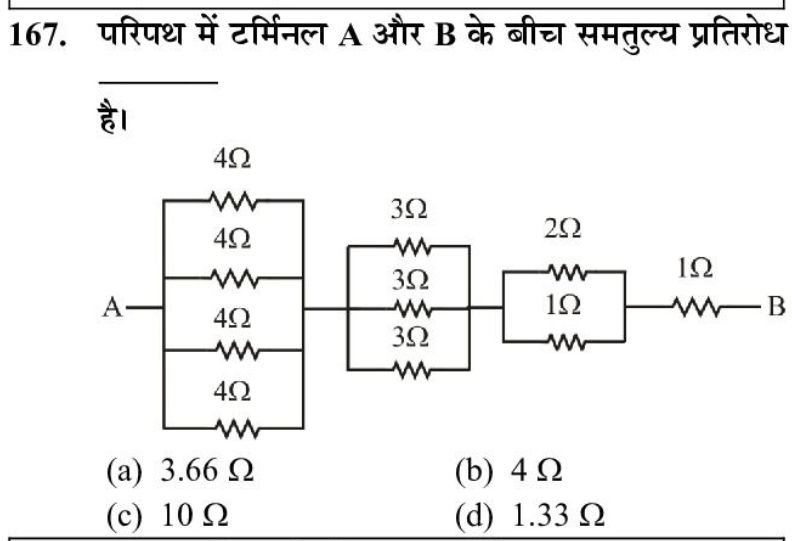 167. परिपथ में टर्मिनल A और B के बीच समतुल्य प्रतिरोध
__________
है।
4Ω
4Ω
4Ω
4Ω
3Ω
3Ω
3Ω
2Ω
1Ω
1Ω
A
B
(a) 3.66 Ω (b) 4 Ω
(c) 10 Ω (d) 1.33 Ω